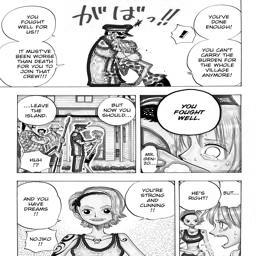 がばっ!!
YOU'VE
DONE
ENOUGH!
YOU CAN'T
CARRY THE
BURDEN FOR
THE WHOLE
VILLAGE
ANYMORE!
!
YOU
FOUGHT
WELL FOR
US!!
IT MUST'VE
BEEN WORSE
THAN DEATH
FOR YOU TO
JOIN THAT
CREW!!!
YOU
FOUGHT
WELL.
MR.
GEN-
ZO...
BUT NOW
YOU
SHOULD...
...LEAVE
THE
ISLAND.
HUH
!?
BUT...
HE'S
RIGHT!
YOU'RE
STRONG
AND
CUNNING
!!
AND YOU
HAVE
DREAMS
!!
NOJIKO
!!